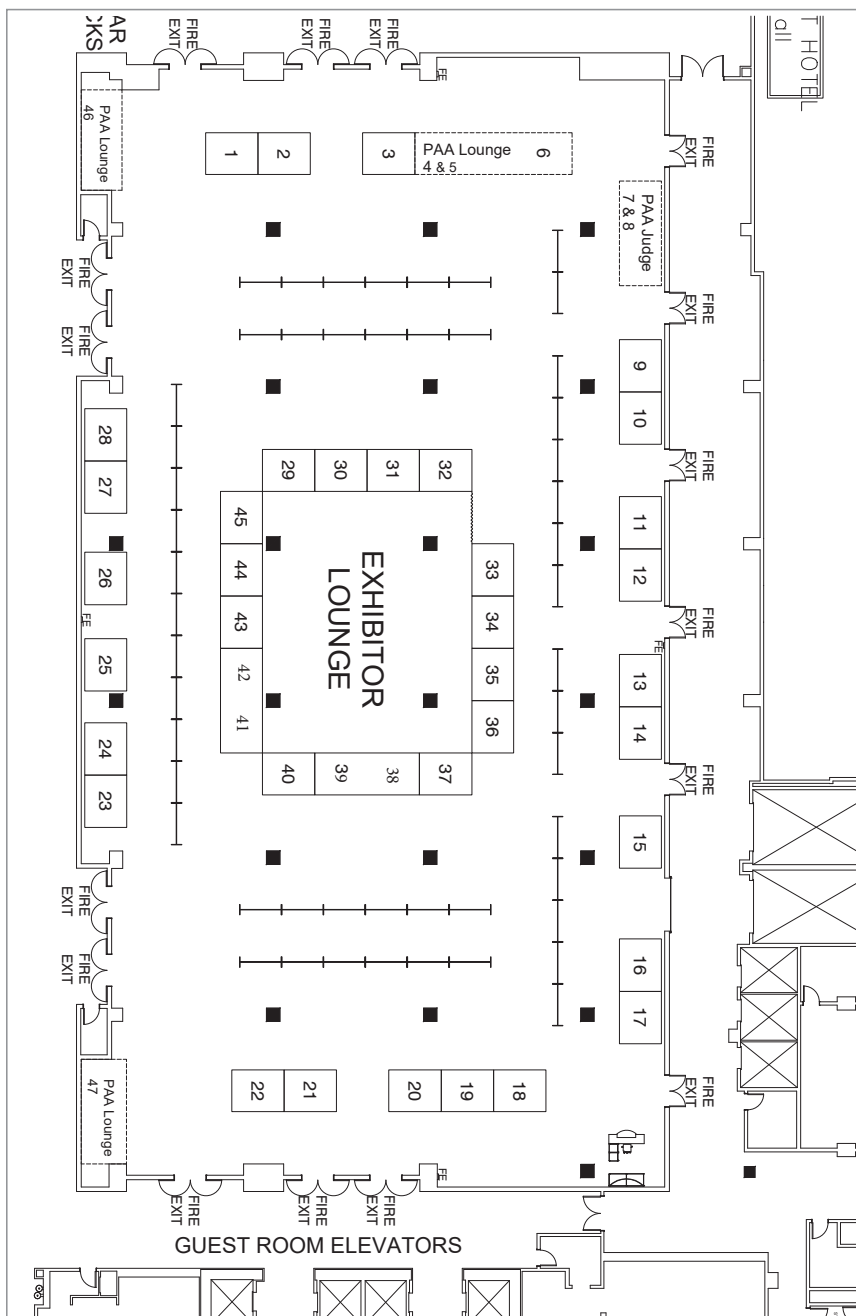 AR
CKS
FIRE
EXIT
FIRE
EXIT
FIRE
EXIT
T HOTEL
all
FE
PAA Lounge
46
1
2
3
PAA Lounge
4 & 5
6
FIRE
EXIT
PAA Judge
7 & 8
FIRE
EXIT
FIRE
EXIT
FIRE
EXIT
9
10
28
27
29
30
31
32
FIRE
EXIT
45
11
44
EXHIBITOR
LOUNGE
33
12
26
43
34
FE
FIRE
EXIT
FE
25
42
35
13
41
36
14
24
40
39
38
37
FIRE
EXIT
23
15
FIRE
EXIT
FIRE
EXIT
16
17
22
21
20
19
18
FIRE
EXIT
PAA Lounge
47
FE
FIRE
EXIT
FIRE
EXIT
FIRE
EXIT
GUEST ROOM ELEVATORS